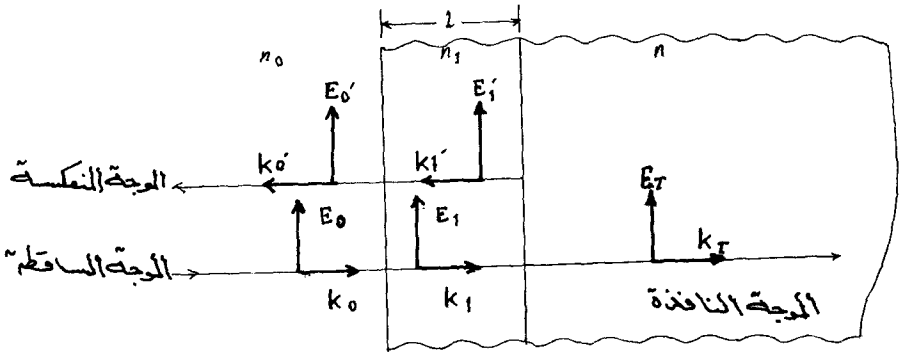 l
n₀ n₁ n
E₀′ E₁′
k₀′ k₁′
الموجة المنعكسة
E₀ E₁ E_T
k_T
الموجة الساقطة
k₀ k₁
الموجة النافذة